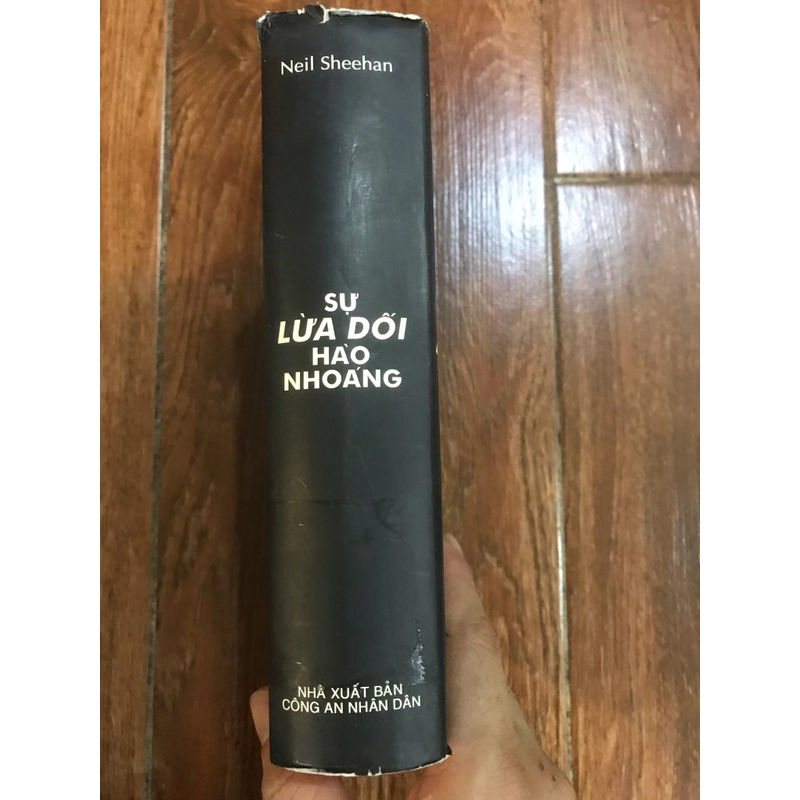 Neil Sheehan
SỰ
LỪA DỐI
HÀO
NHOÁNG
NHÀ XUẤT BẢN
CÔNG AN NHÂN DÂN